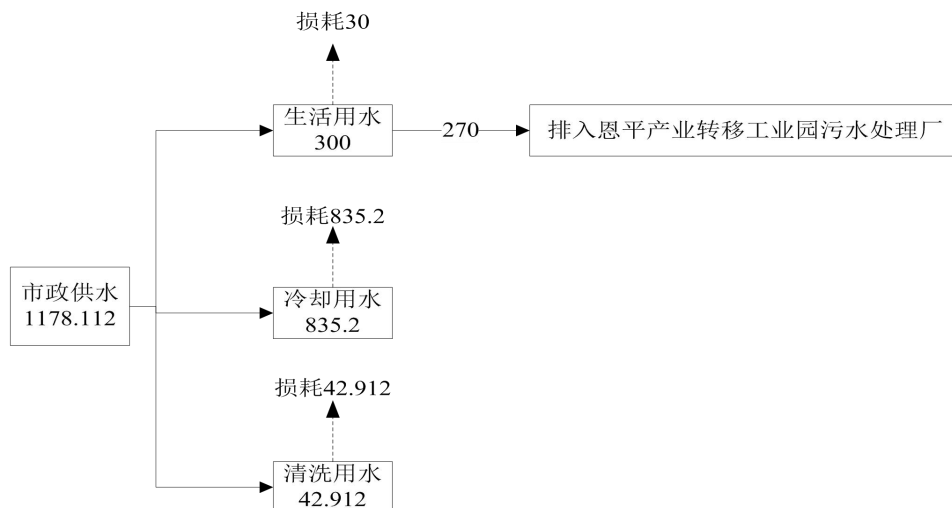 损耗30
生活用水
300
270
排入恩平产业转移工业园污水处理厂
损耗835.2
市政供水
1178.112
冷却用水
835.2
损耗42.912
清洗用水
42.912